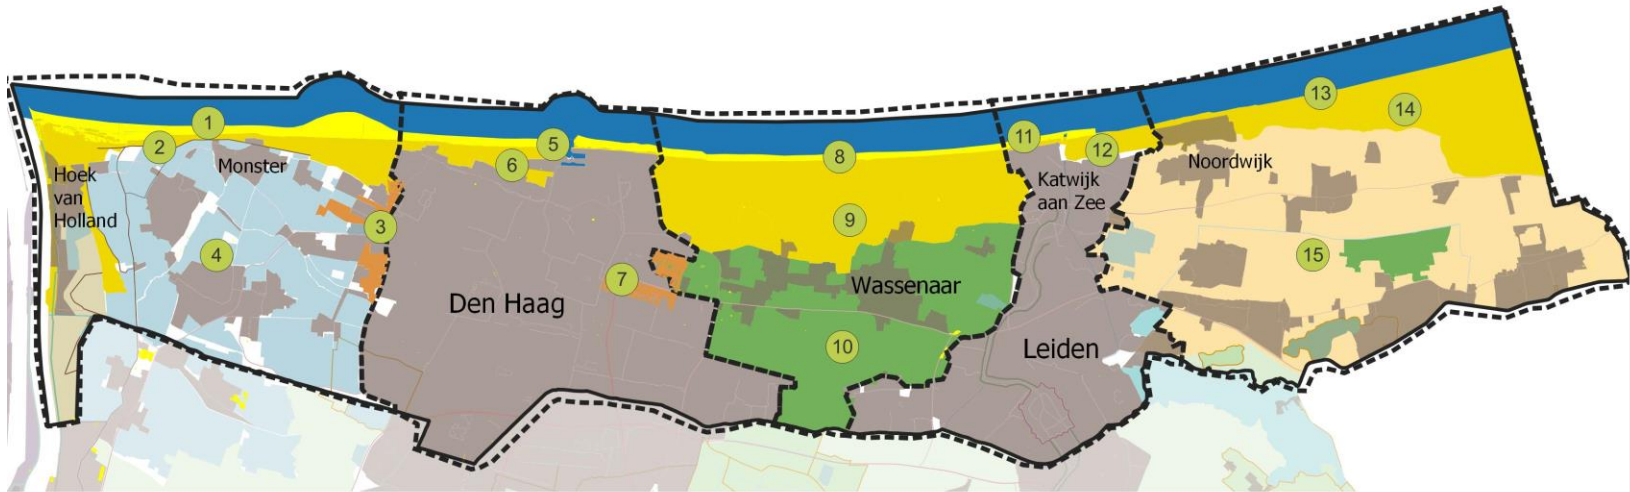 1
2
3
4
5
6
7
8
9
10
11
12
13
14
15
Hoek
van
Holland
Monster
Den Haag
Wassenaar
Katwijk
aan Zee
Leiden
Noordwijk